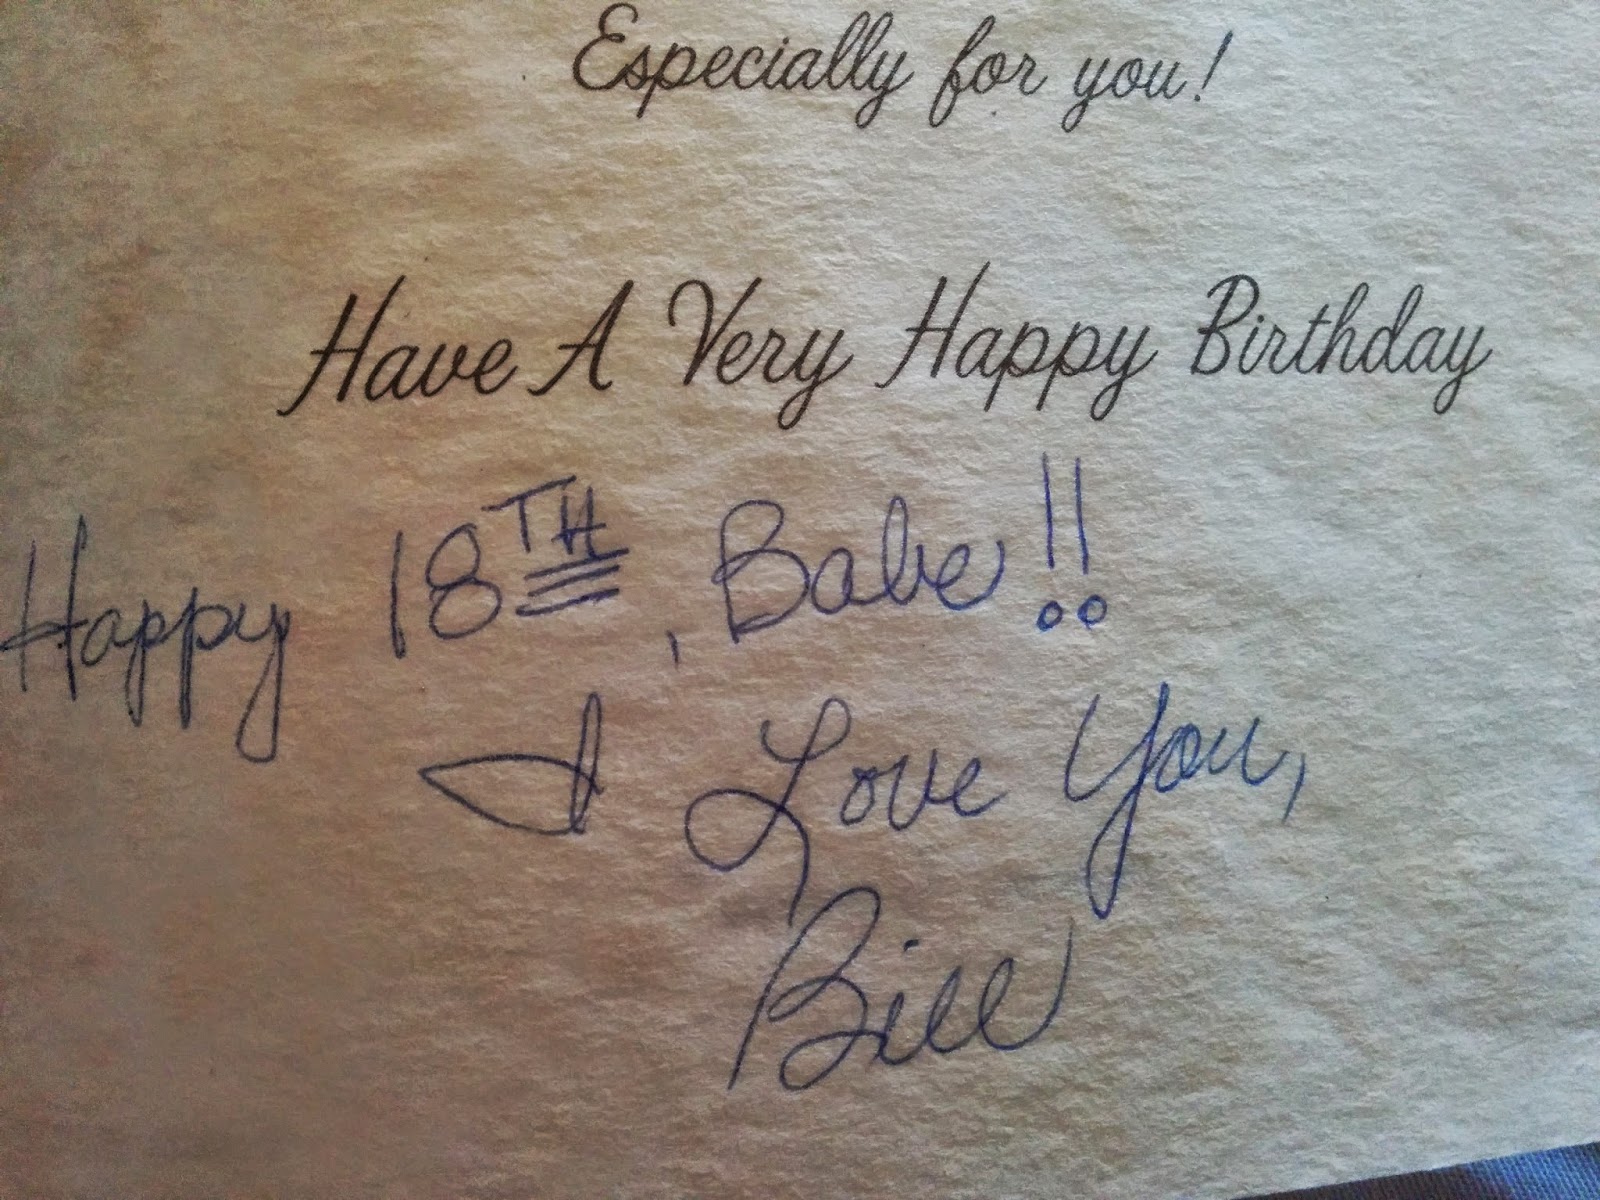 Especially for you!
Have A Very Happy Birthday
Happy 18TH, Babe!!
I Love You,
Bill